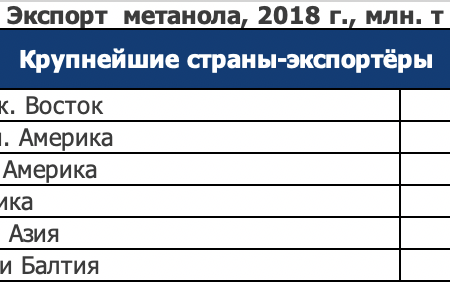 Экспорт метанола, 2018 г., млн. т
Крупнейшие страны-экспортёры
ж. Восток
. Америка
Америка
ика
Азия
и Балтия